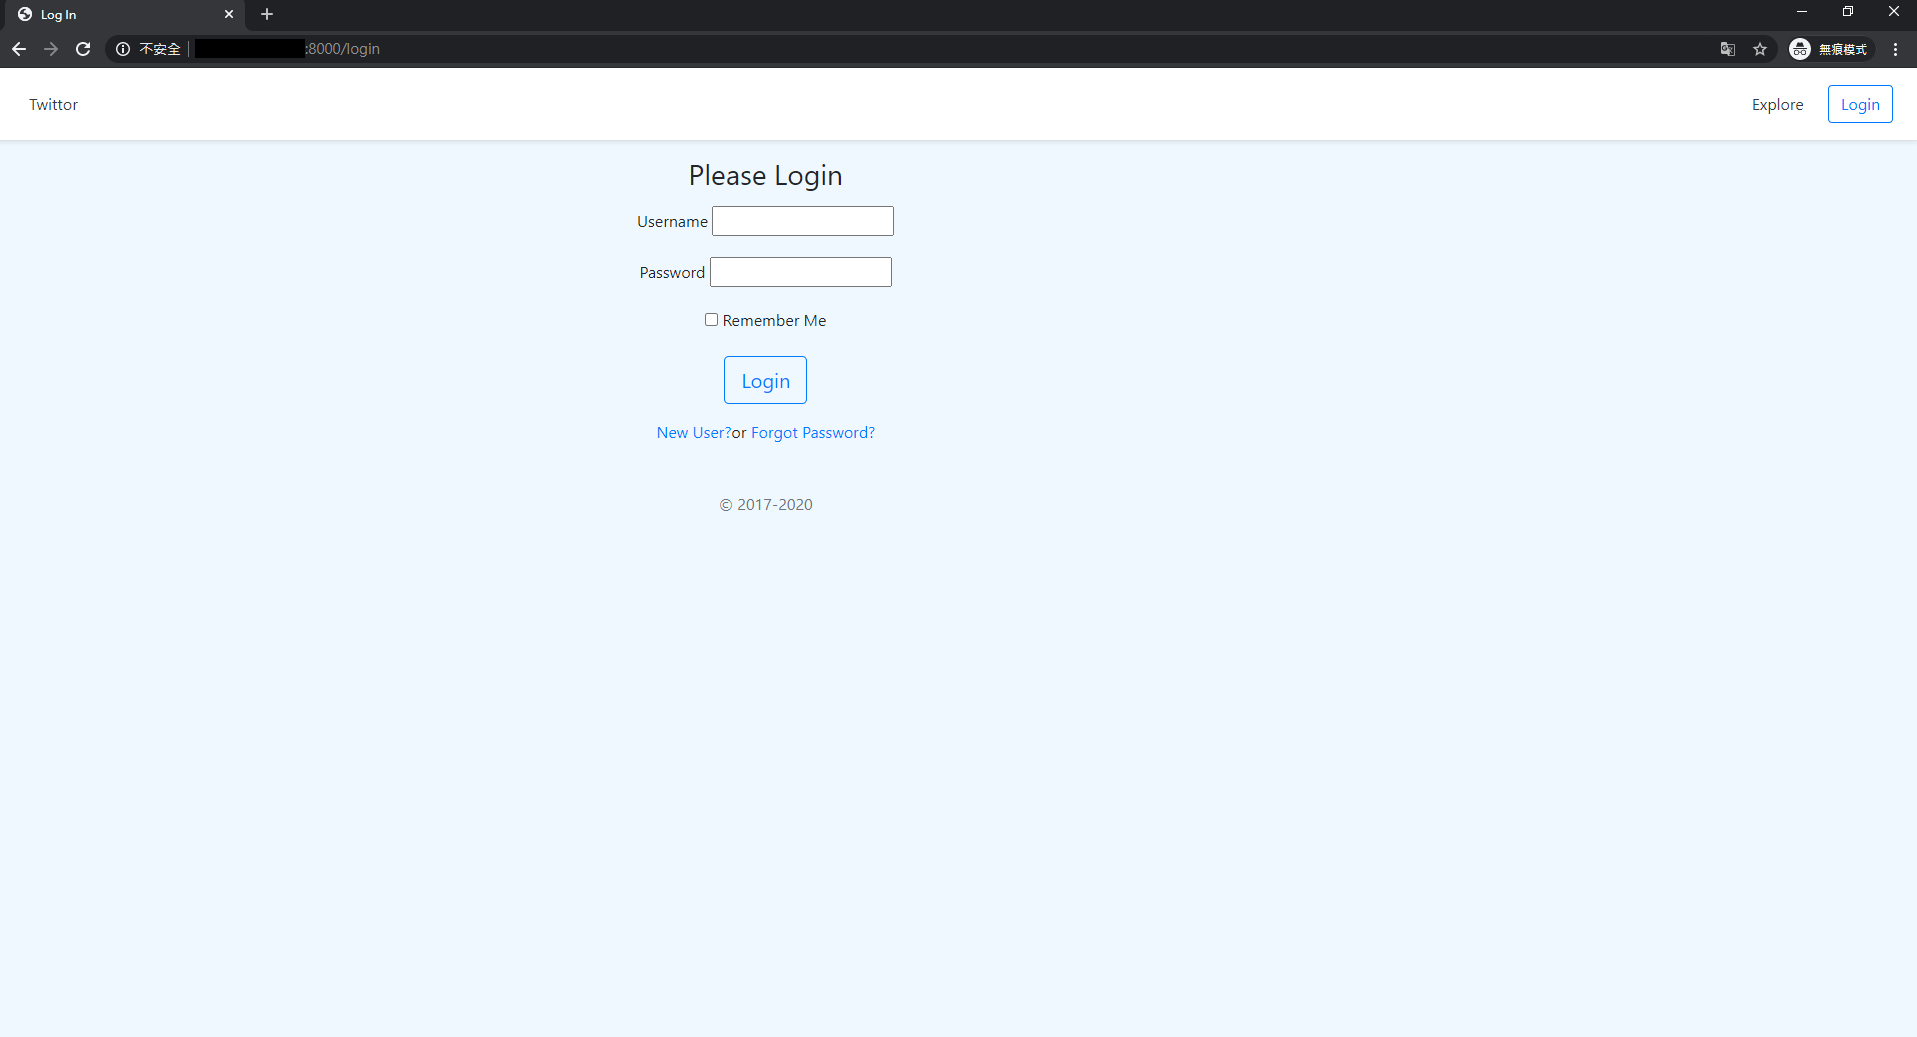 Log In
不安全 :8000/login 無痕模式
Twittor Explore Login
Please Login
Username
Password
Remember Me
Login
New User?or Forgot Password?
© 2017-2020